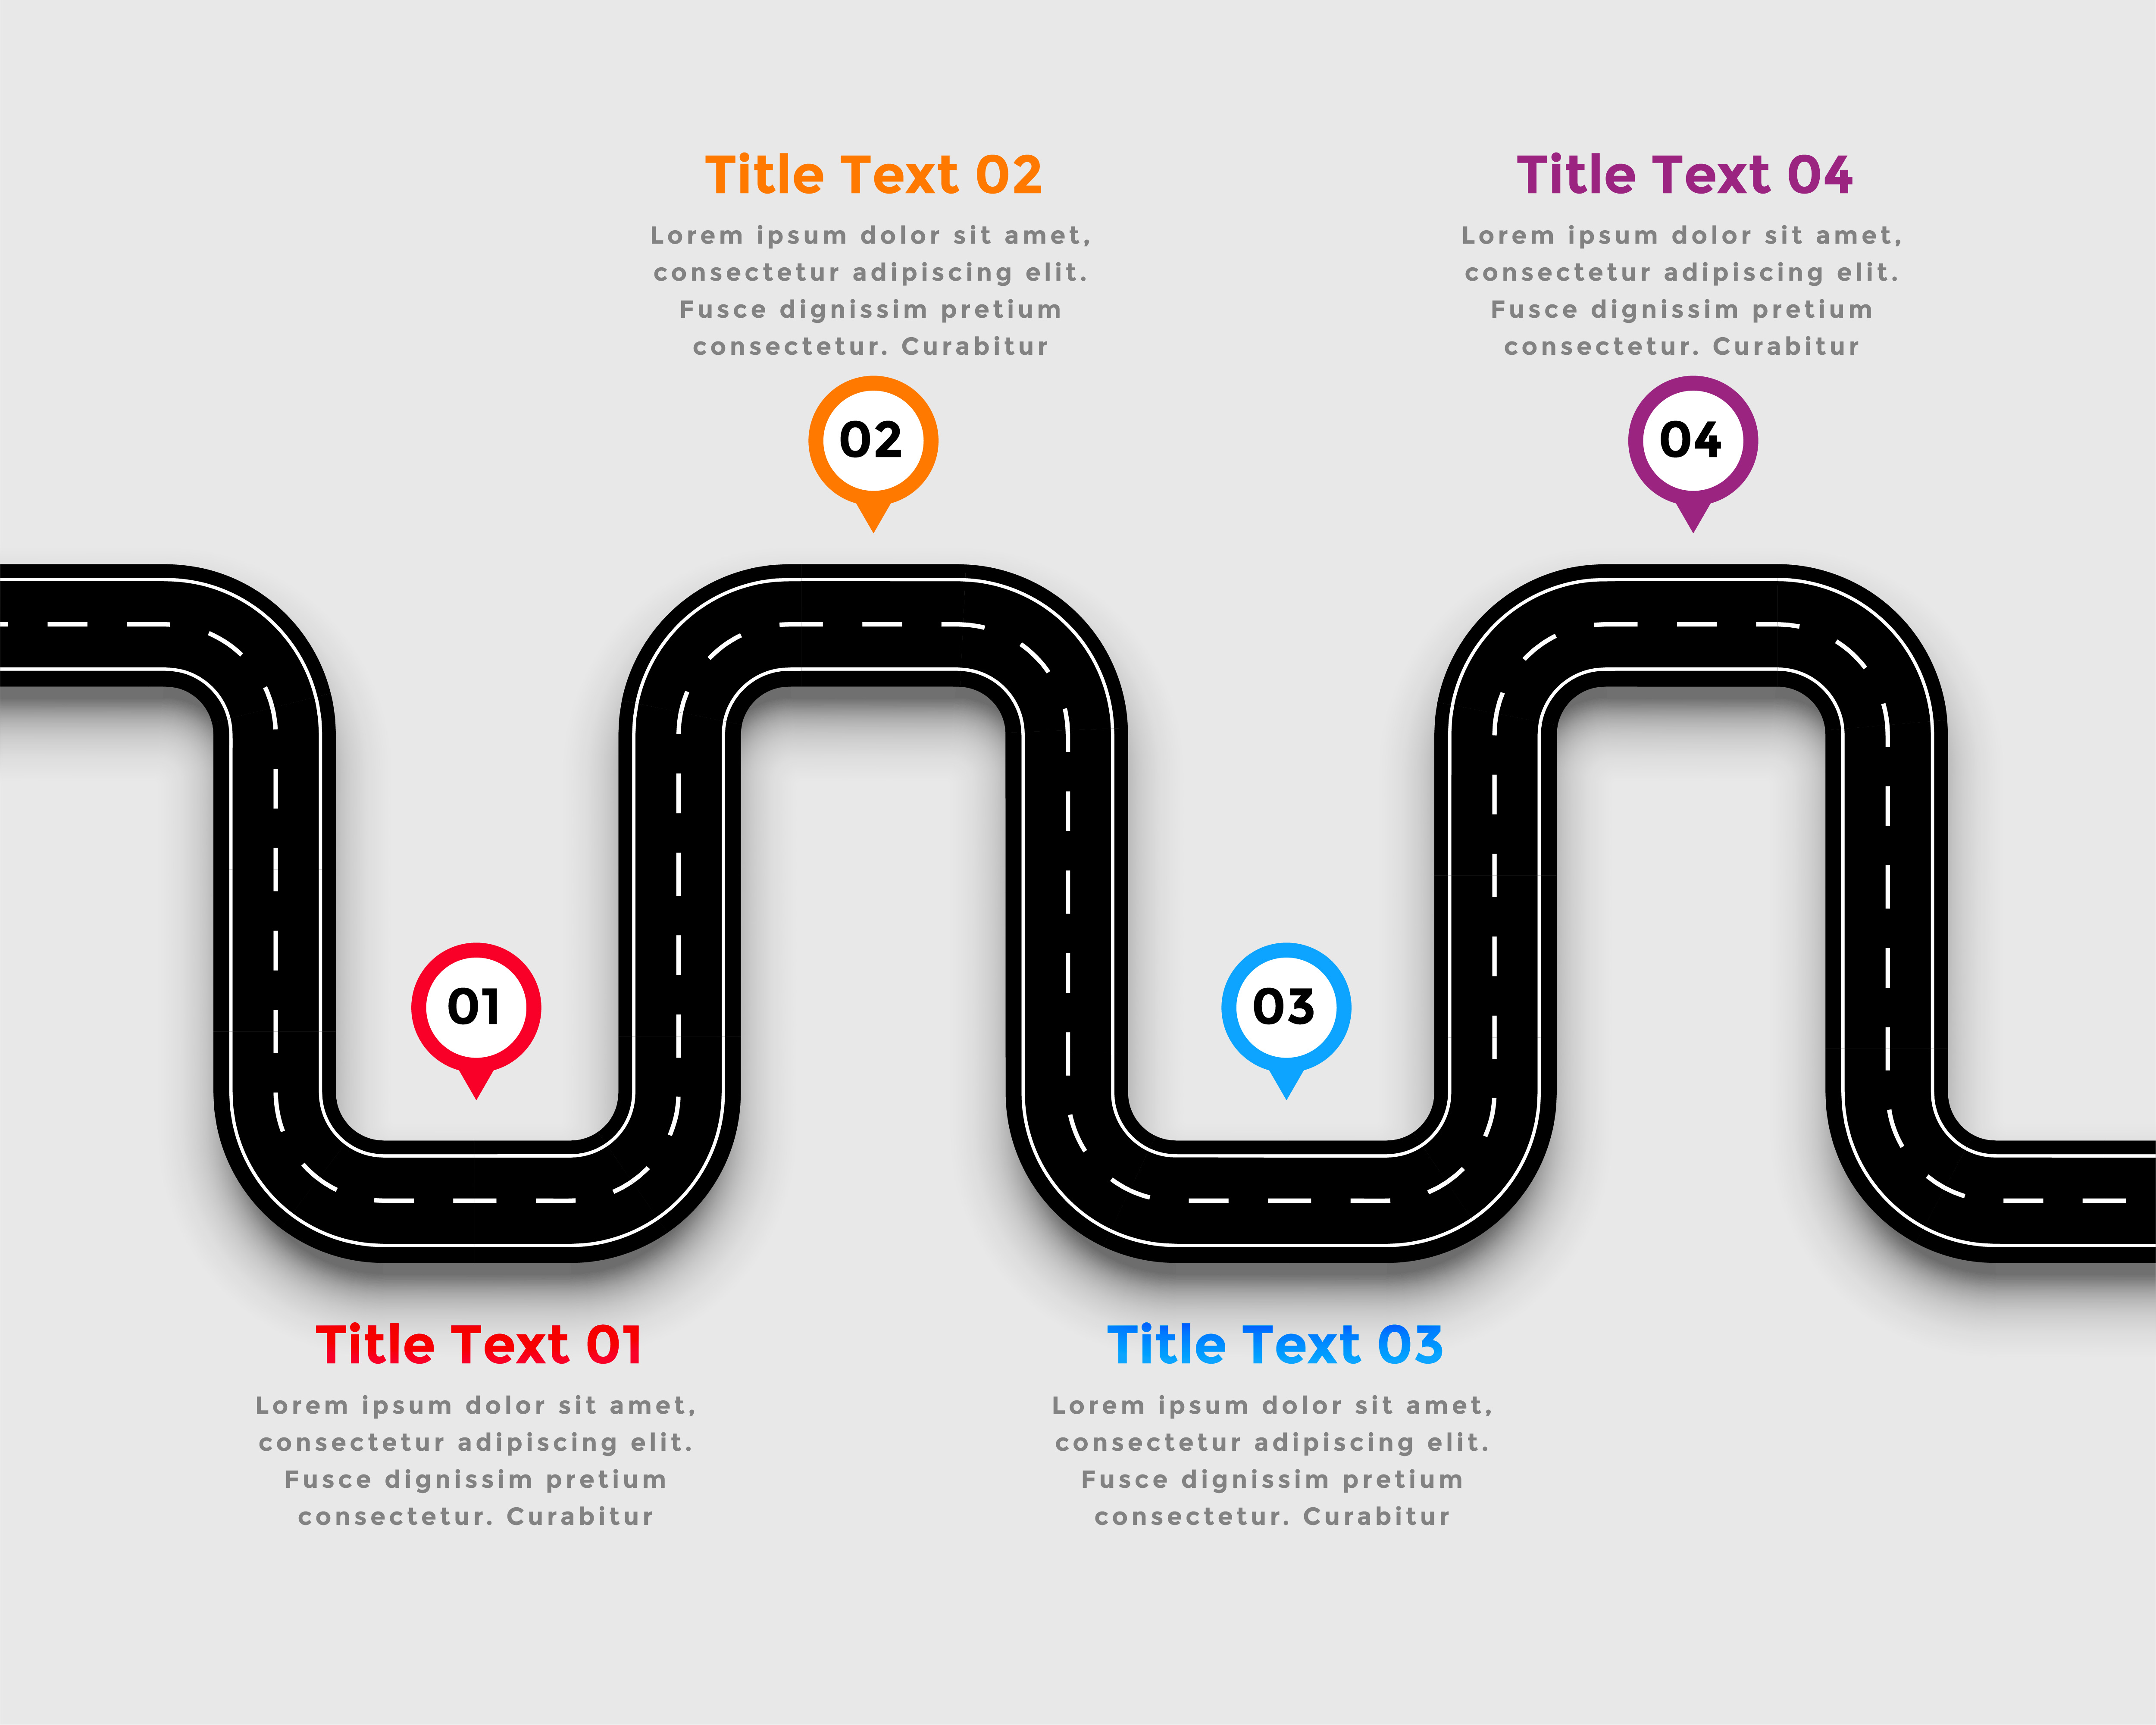 Title Text 02
Lorem ipsum dolor sit amet,
consectetur adipiscing elit.
Fusce dignissim pretium
consectetur. Curabitur
02
Title Text 04
Lorem ipsum dolor sit amet,
consectetur adipiscing elit.
Fusce dignissim pretium
consectetur. Curabitur
04
01
Title Text 01
Lorem ipsum dolor sit amet,
consectetur adipiscing elit.
Fusce dignissim pretium
consectetur. Curabitur
03
Title Text 03
Lorem ipsum dolor sit amet,
consectetur adipiscing elit.
Fusce dignissim pretium
consectetur. Curabitur